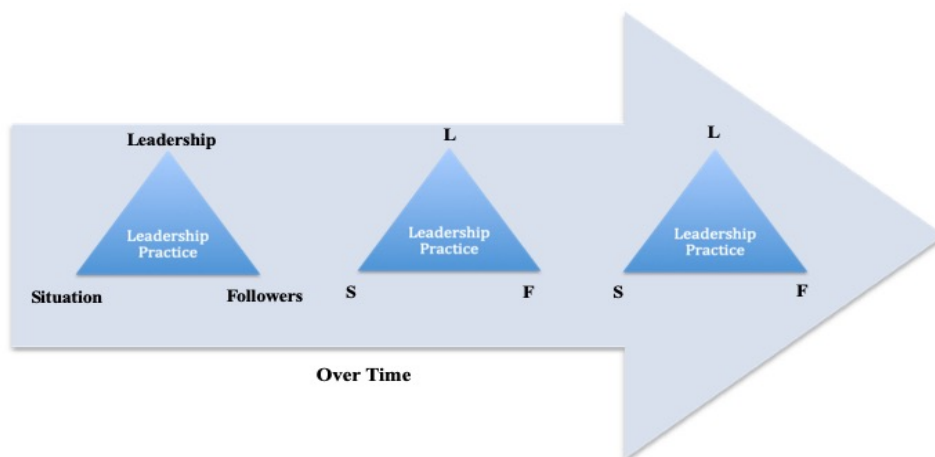 Leadership
Leadership
Practice
Situation
Followers
L
Leadership
Practice
S
F
L
Leadership
Practice
S
F
Over Time